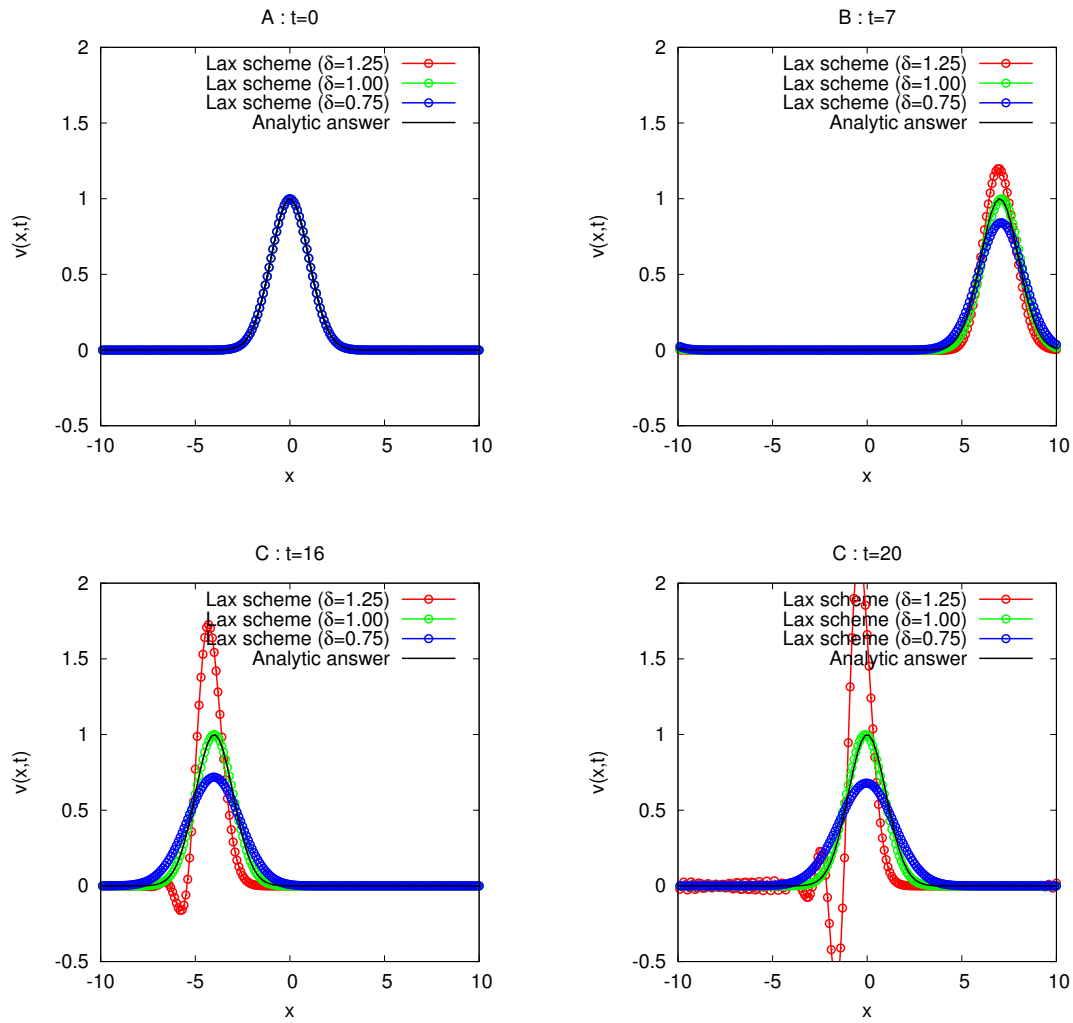 A : t=0
2
1.5
1
0.5
0
-0.5
-10
-5
0
5
10
v(x,t)
x
Lax scheme (δ=1.25)
Lax scheme (δ=1.00)
Lax scheme (δ=0.75)
Analytic answer
B : t=7
2
1.5
1
0.5
0
-0.5
-10
-5
0
5
10
v(x,t)
x
Lax scheme (δ=1.25)
Lax scheme (δ=1.00)
Lax scheme (δ=0.75)
Analytic answer
C : t=16
2
1.5
1
0.5
0
-0.5
-10
-5
0
5
10
v(x,t)
x
Lax scheme (δ=1.25)
Lax scheme (δ=1.00)
Lax scheme (δ=0.75)
Analytic answer
C : t=20
2
1.5
1
0.5
0
-0.5
-10
-5
0
5
10
v(x,t)
x
Lax scheme (δ=1.25)
Lax scheme (δ=1.00)
Lax scheme (δ=0.75)
Analytic answer